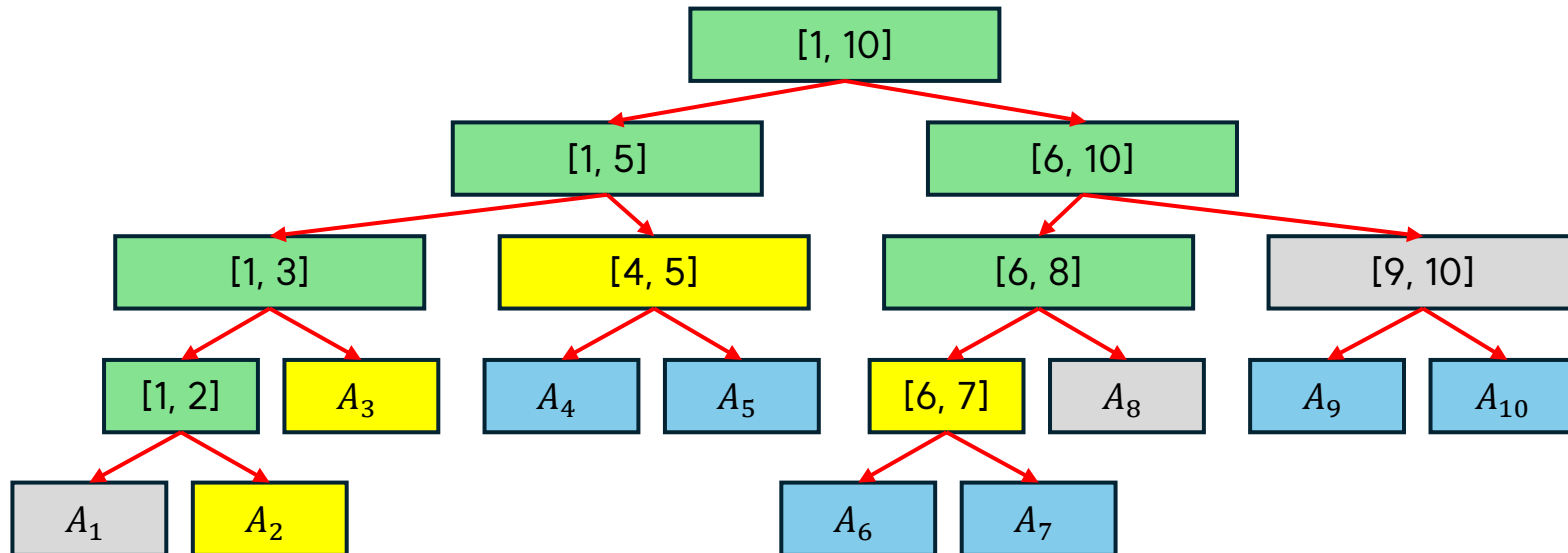 [1, 10]
[1, 5]
[6, 10]
[1, 3]
[4, 5]
[6, 8]
[9, 10]
[1, 2]
A₃
A₄
A₅
[6, 7]
A₈
A₉
A₁₀
A₁
A₂
A₆
A₇